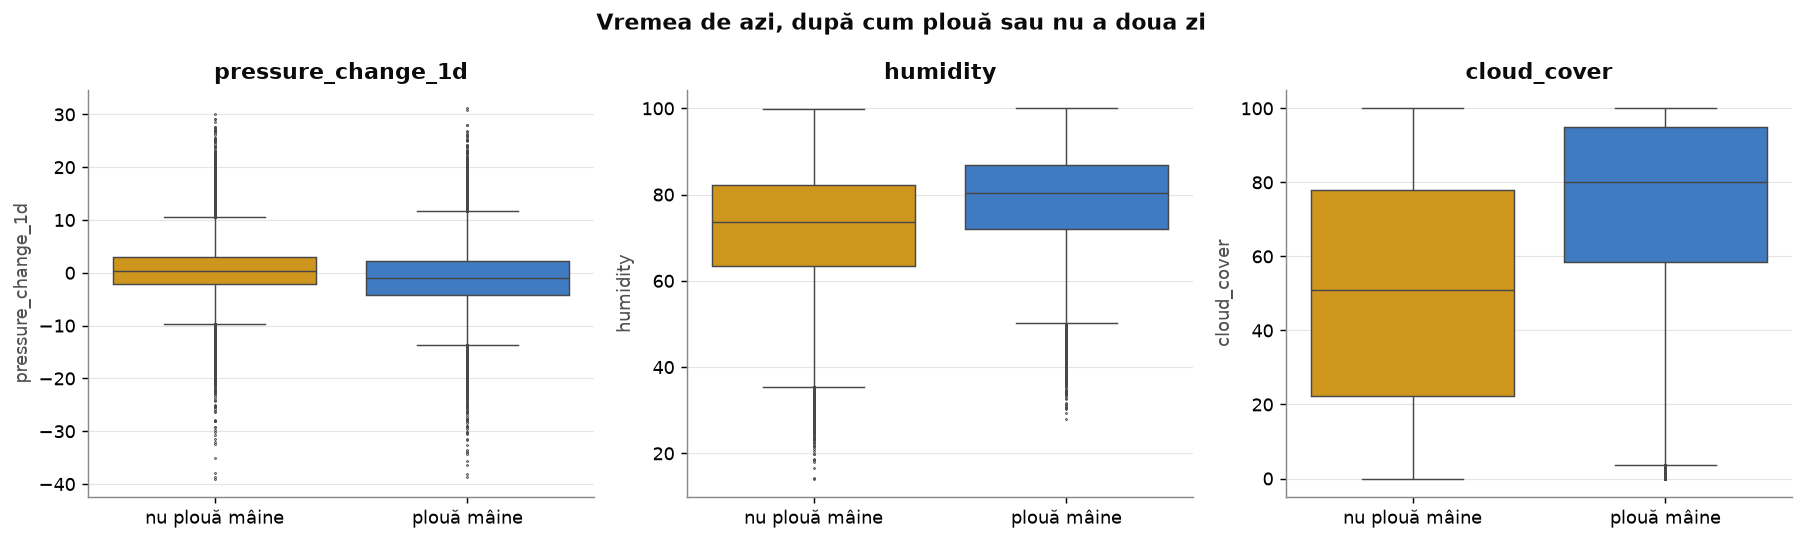 Vremea de azi, după cum plouă sau nu a doua zi
pressure_change_1d
pressure_change_1d
30
20
10
0
−10
−20
−30
−40
nu plouă mâine
plouă mâine
humidity
humidity
100
80
60
40
20
nu plouă mâine
plouă mâine
cloud_cover
cloud_cover
100
80
60
40
20
0
nu plouă mâine
plouă mâine